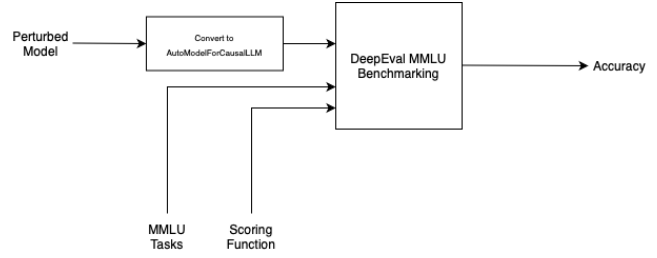 Perturbed
Model
Convert to
AutoModelForCausalLLM
DeepEval MMLU
Benchmarking
Accuracy
MMLU
Tasks
Scoring
Function